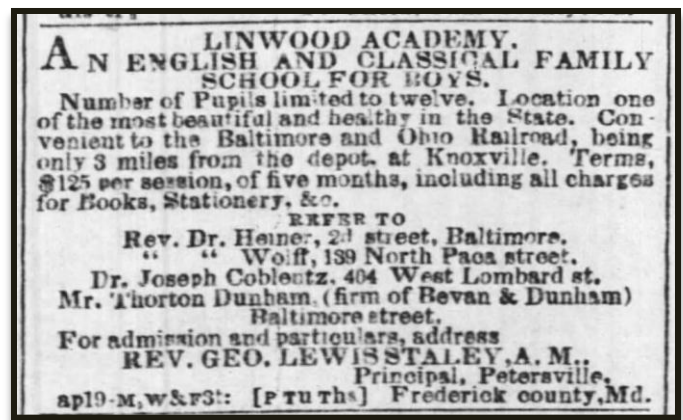 LINWOOD ACADEMY.
AN ENGLISH AND CLASSICAL FAMILY
SCHOOL FOR BOYS.
Number of Pupils limited to twelve. Location one
of the most beautiful and healthy in the State. Con-
venient to the Baltimore and Ohio Railroad, being
only 3 miles from the depot. at Knoxville. Terms,
$125 per session, of five months, including all charges
for Books, Stationery, &c.
REFER TO
Rev. Dr. Heiner, 2d street, Baltimore.
" " Wolff, 139 North Paca street.
Dr. Joseph Coblentz, 404 West Lombard st.
Mr. Thorton Dunham, (firm of Bevan & Dunham)
Baltimore street.
For admission and particulars, address
REV. GEO. LEWIS STALEY, A. M..
Principal, Petersville,
ap19-M,W&F3t: [P TU Ths] Frederick county, Md.